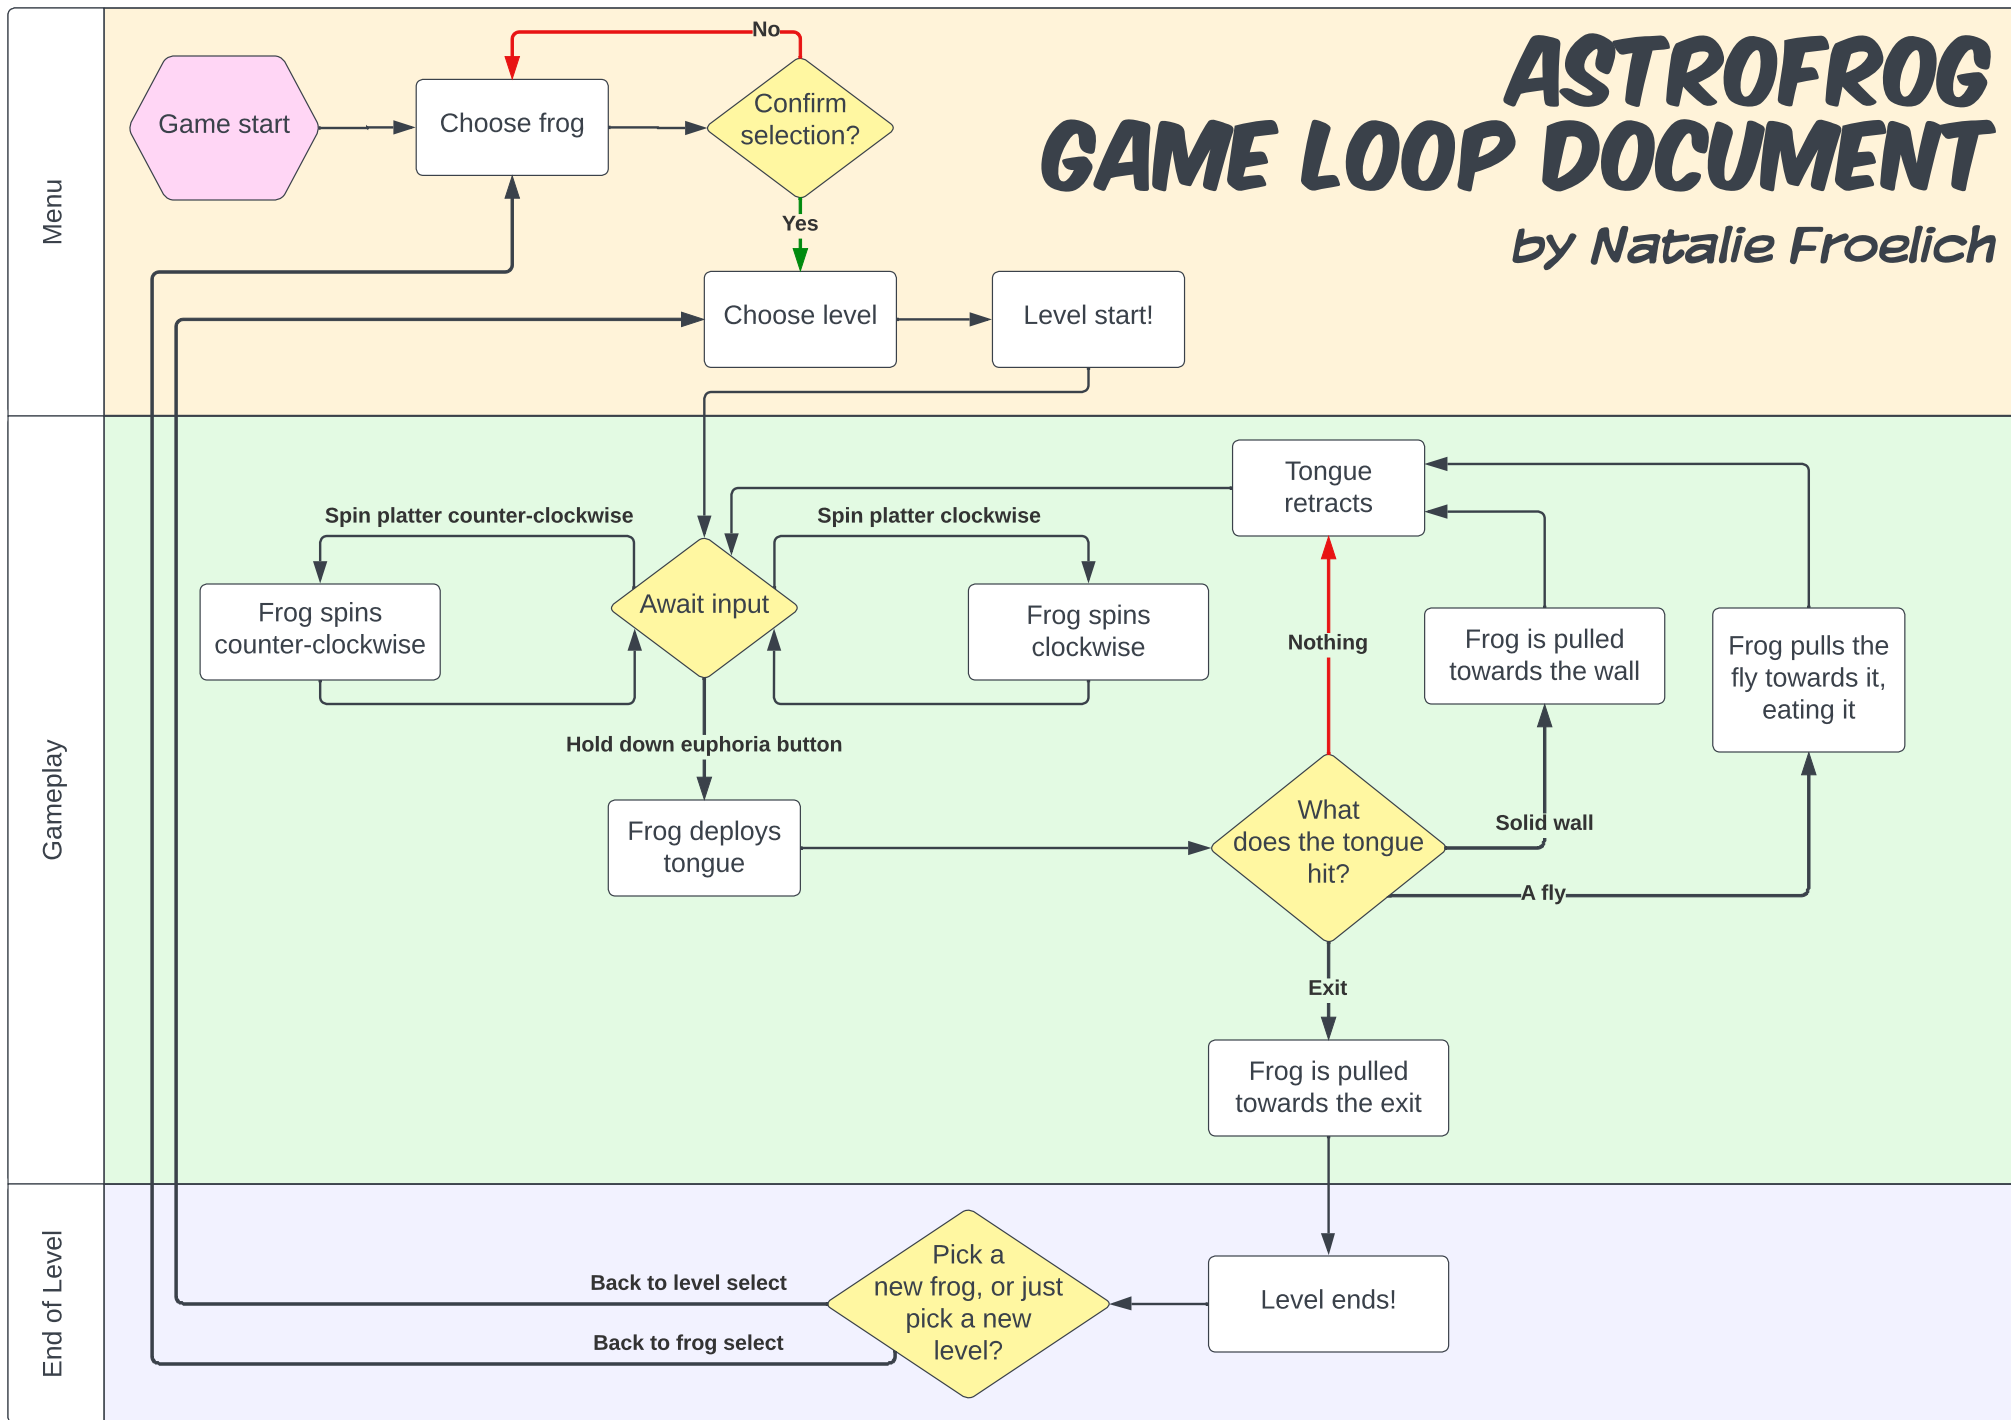 ASTROFROG
GAME LOOP DOCUMENT
by Natalie Froelich
Menu
Game start
Choose frog
No
Confirm
selection?
Yes
Choose level
Level start!
Gameplay
Spin platter counter-clockwise
Spin platter clockwise
Frog spins
counter-clockwise
Await input
Frog spins
clockwise
Hold down euphoria button
Frog deploys
tongue
Tongue
retracts
Nothing
Frog is pulled
towards the wall
Frog pulls the
fly towards it,
eating it
What
does the tongue
hit?
Solid wall
A fly
Exit
Frog is pulled
towards the exit
End of Level
Level ends!
Pick a
new frog, or just
pick a new
level?
Back to level select
Back to frog select